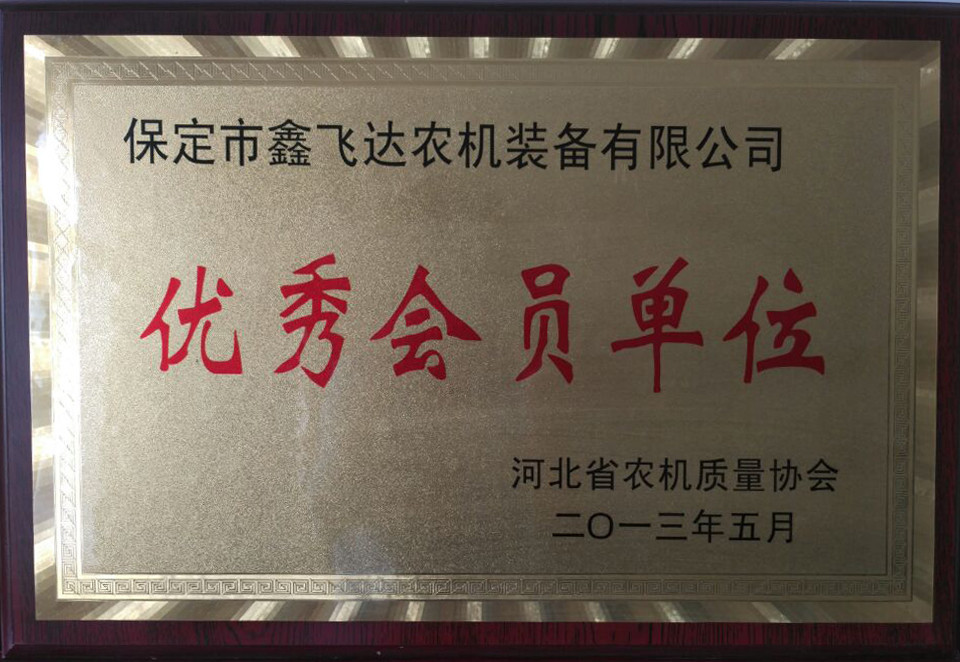 保定市鑫飞达农机装备有限公司
优秀会员单位
河北省农机质量协会
二〇一三年五月